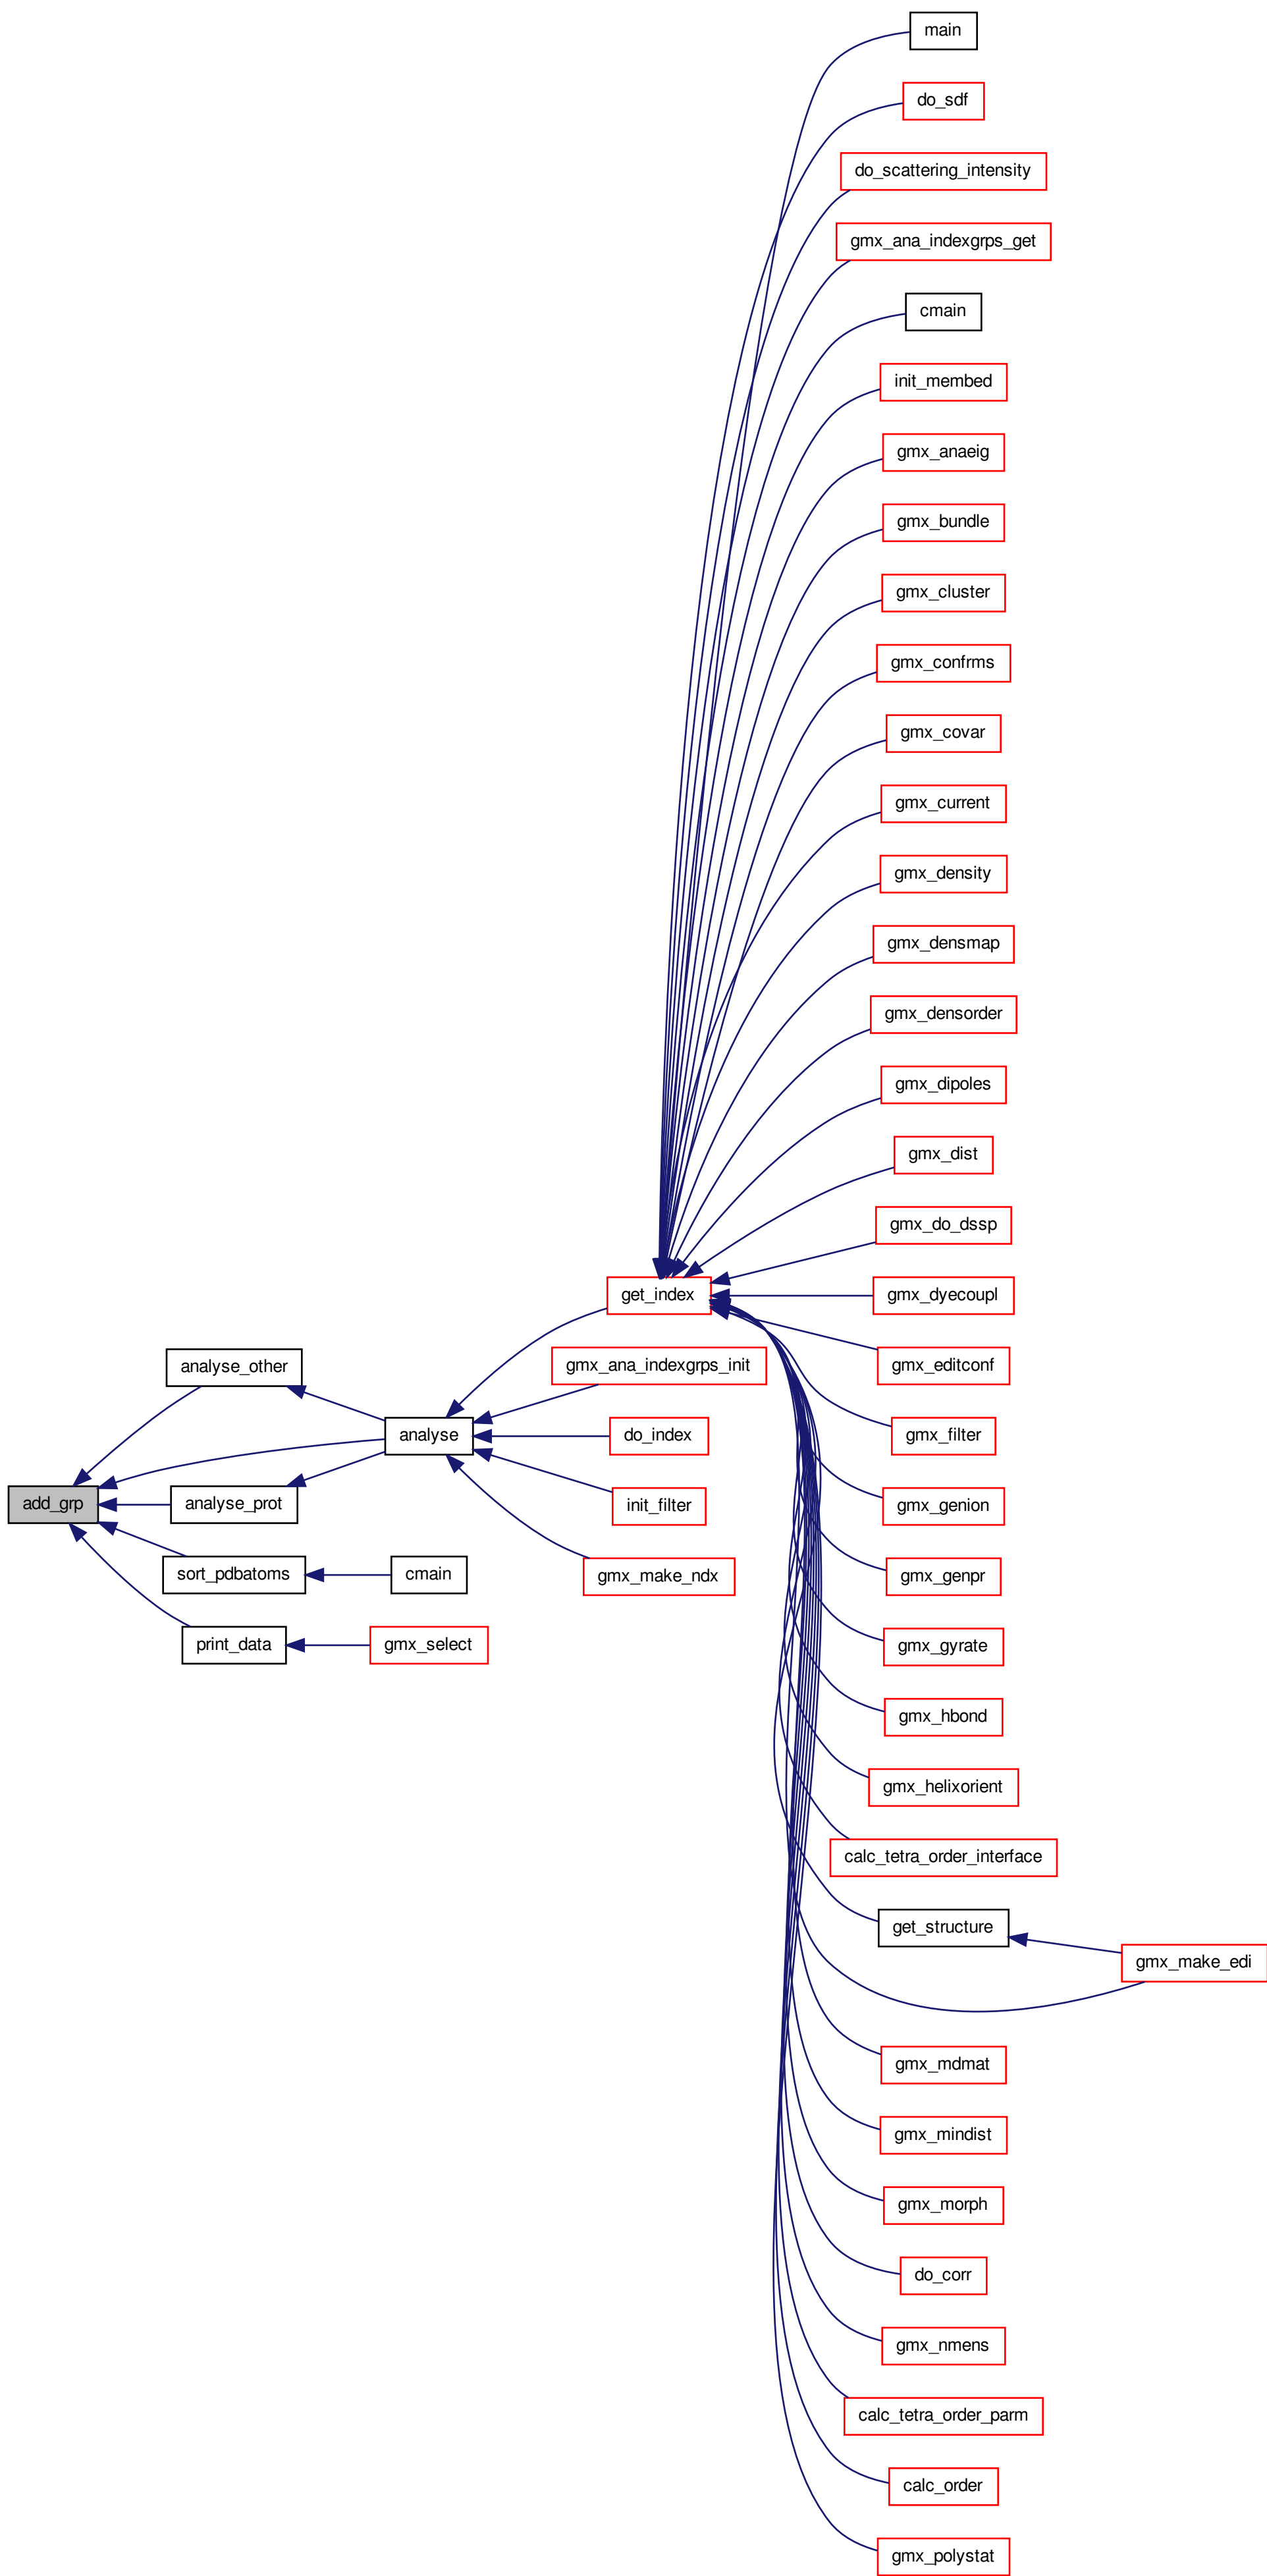 main
do_sdf
do_scattering_intensity
gmx_ana_indexgrps_get
cmain
init_membed
gmx_anaeig
gmx_bundle
gmx_cluster
gmx_confrms
gmx_covar
gmx_current
gmx_density
gmx_densmap
gmx_densorder
gmx_dipoles
gmx_dist
gmx_do_dssp
get_index
gmx_dyecoupl
gmx_editconf
analyse_other
gmx_ana_indexgrps_init
gmx_filter
analyse
do_index
add_grp
analyse_prot
init_filter
gmx_genion
sort_pdbatoms
cmain
gmx_make_ndx
gmx_genpr
print_data
gmx_select
gmx_gyrate
gmx_hbond
gmx_helixorient
calc_tetra_order_interface
get_structure
gmx_make_edi
gmx_mdmat
gmx_mindist
gmx_morph
do_corr
gmx_nmens
calc_tetra_order_parm
calc_order
gmx_polystat